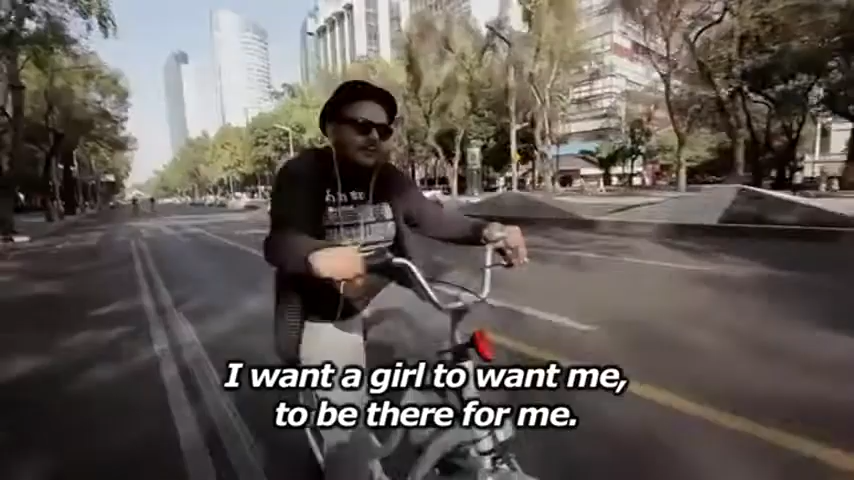 I want a girl to want me,
to be there for me.